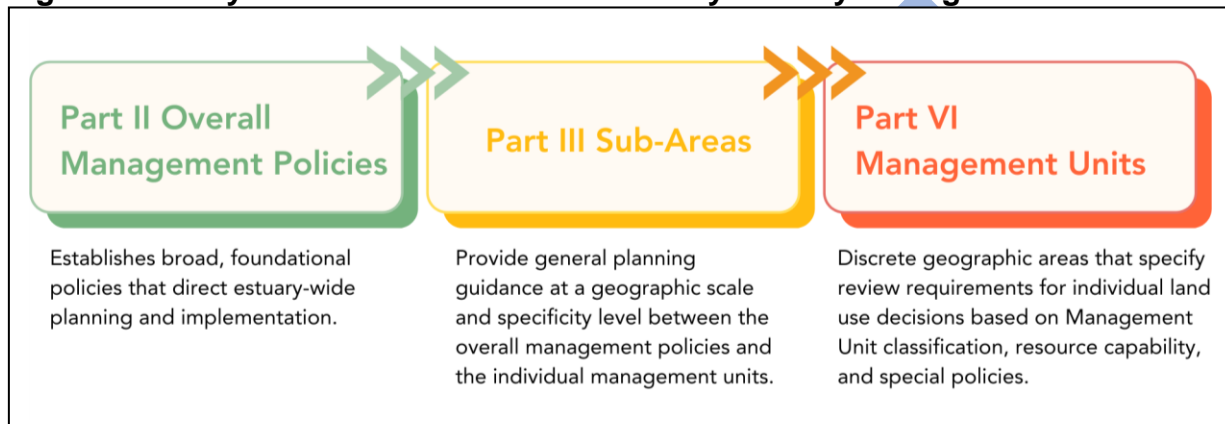 Part II Overall
Management Policies
Establishes broad, foundational
policies that direct estuary-wide
planning and implementation.
Part III Sub-Areas
Provide general planning
guidance at a geographic scale
and specificity level between the
overall management policies and
the individual management units.
Part VI
Management Units
Discrete geographic areas that specify
review requirements for individual land
use decisions based on Management
Unit classification, resource capability,
and special policies.